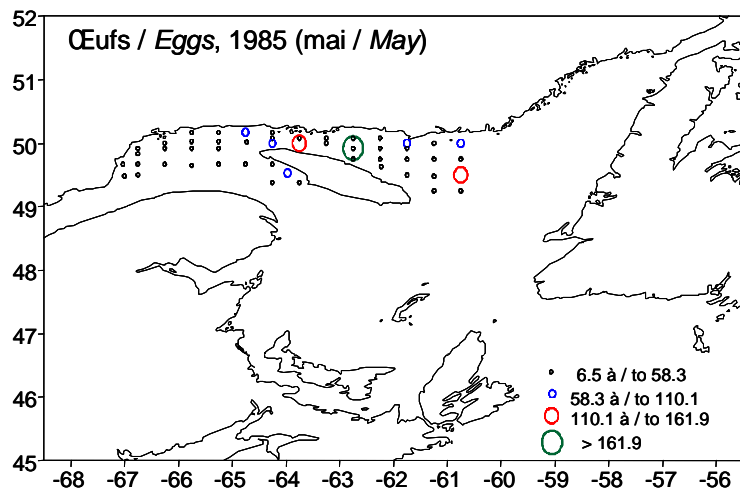 Œufs / Eggs, 1985 (mai / May)
52
51
50
49
48
47
46
45
6.5 à / to 58.3
58.3 à / to 110.1
110.1 à / to 161.9
> 161.9
-68 -67 -66 -65 -64 -63 -62 -61 -60 -59 -58 -57 -56